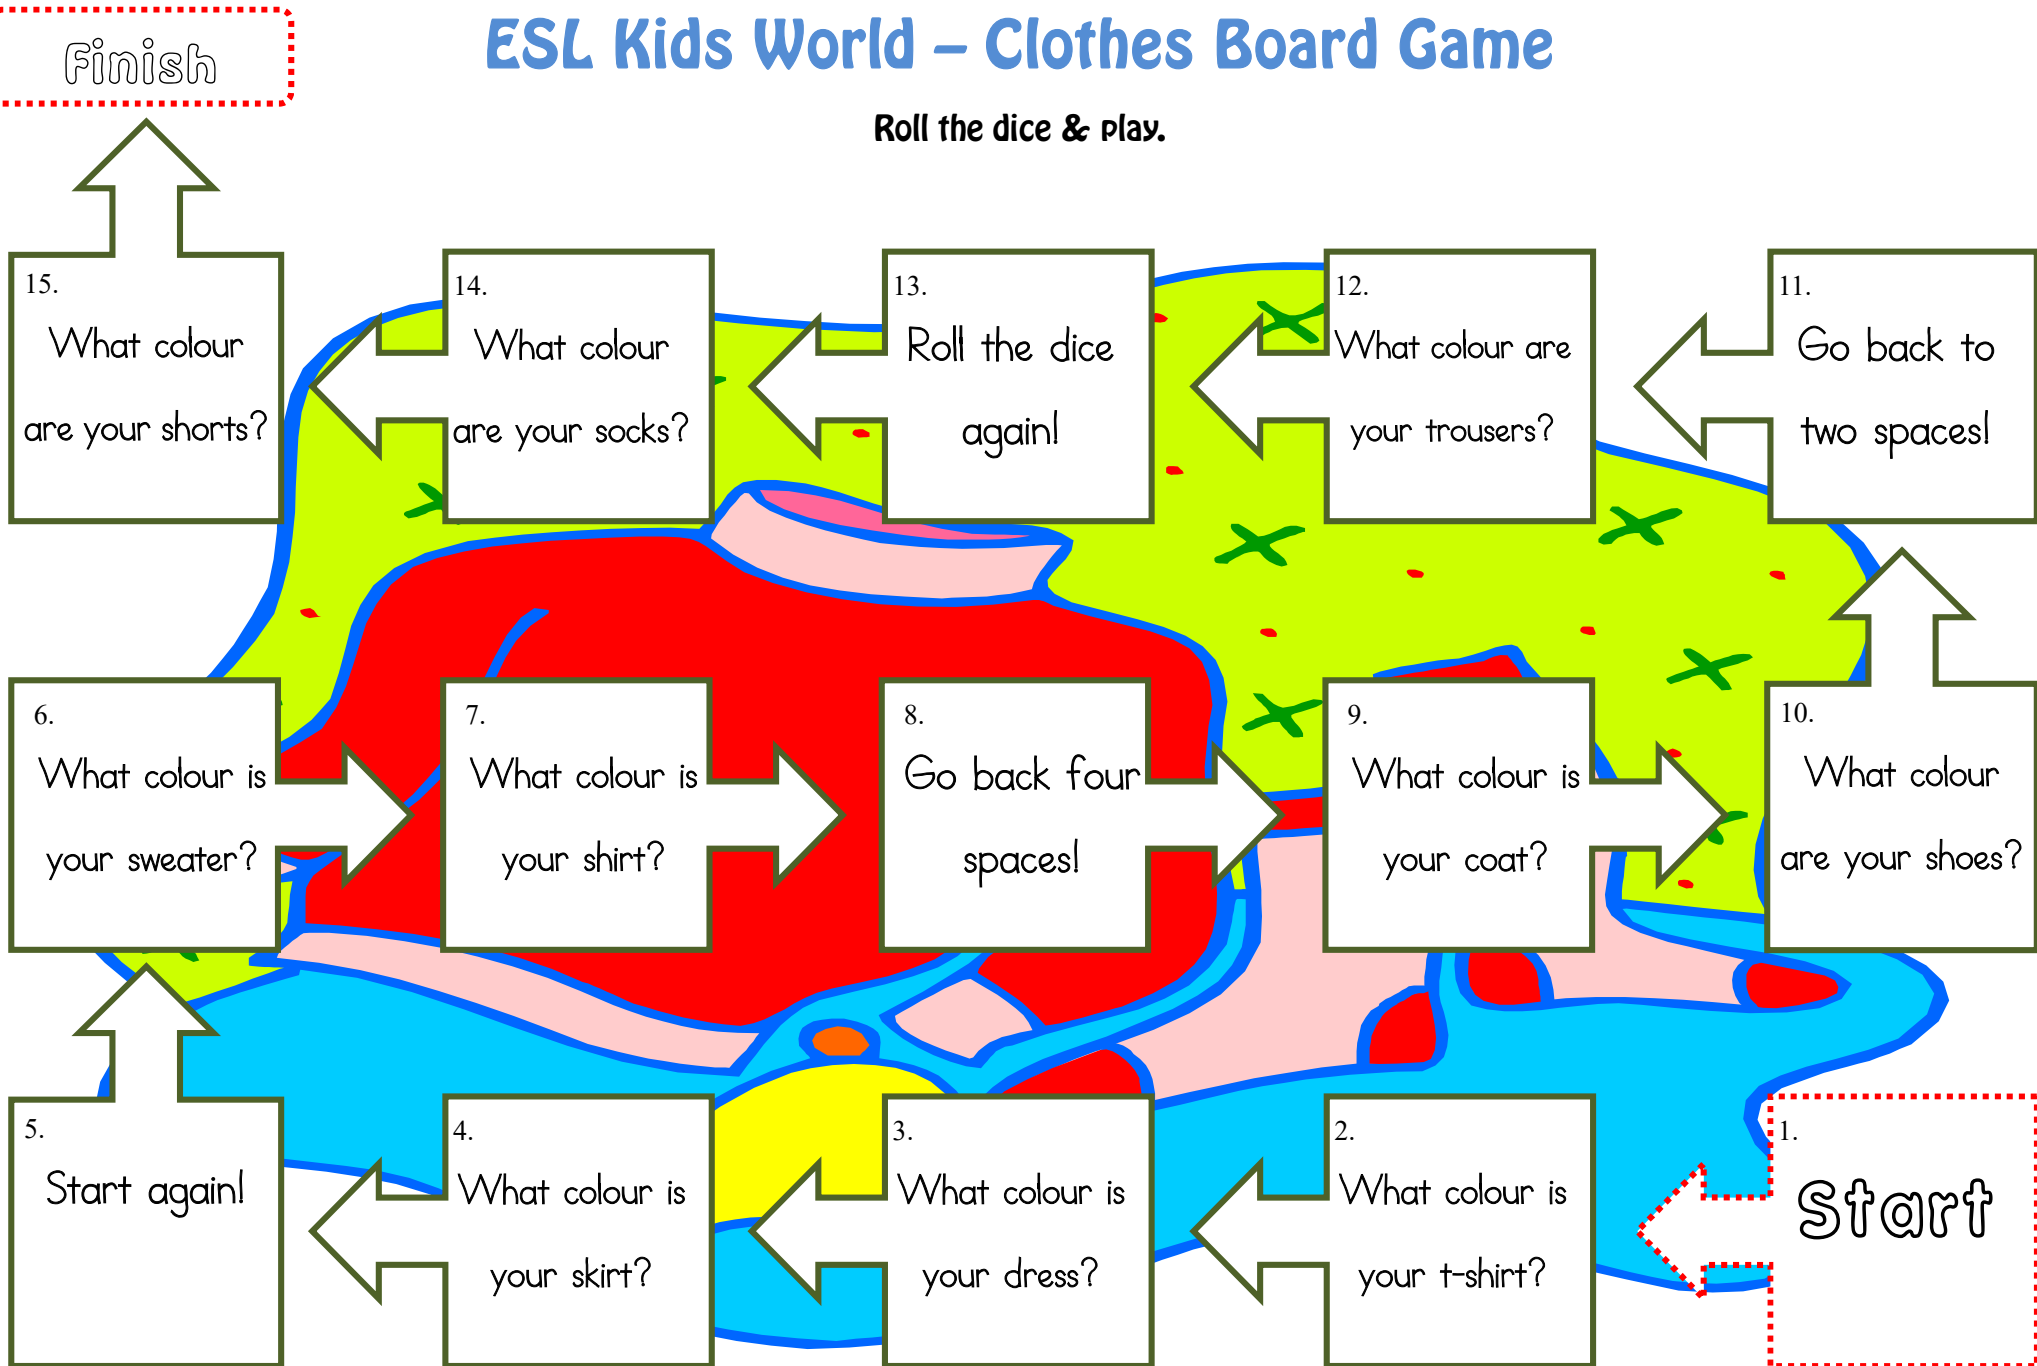 Finish
ESL Kids World – Clothes Board Game
Roll the dice & play.
15.
What colour
are your shorts?
14.
What colour
are your socks?
13.
Roll the dice
again!
12.
What colour are
your trousers?
11.
Go back to
two spaces!
6.
What colour is
your sweater?
7.
What colour is
your shirt?
8.
Go back four
spaces!
9.
What colour is
your coat?
10.
What colour
are your shoes?
5.
Start again!
4.
What colour is
your skirt?
3.
What colour is
your dress?
2.
What colour is
your t-shirt?
1.
Start